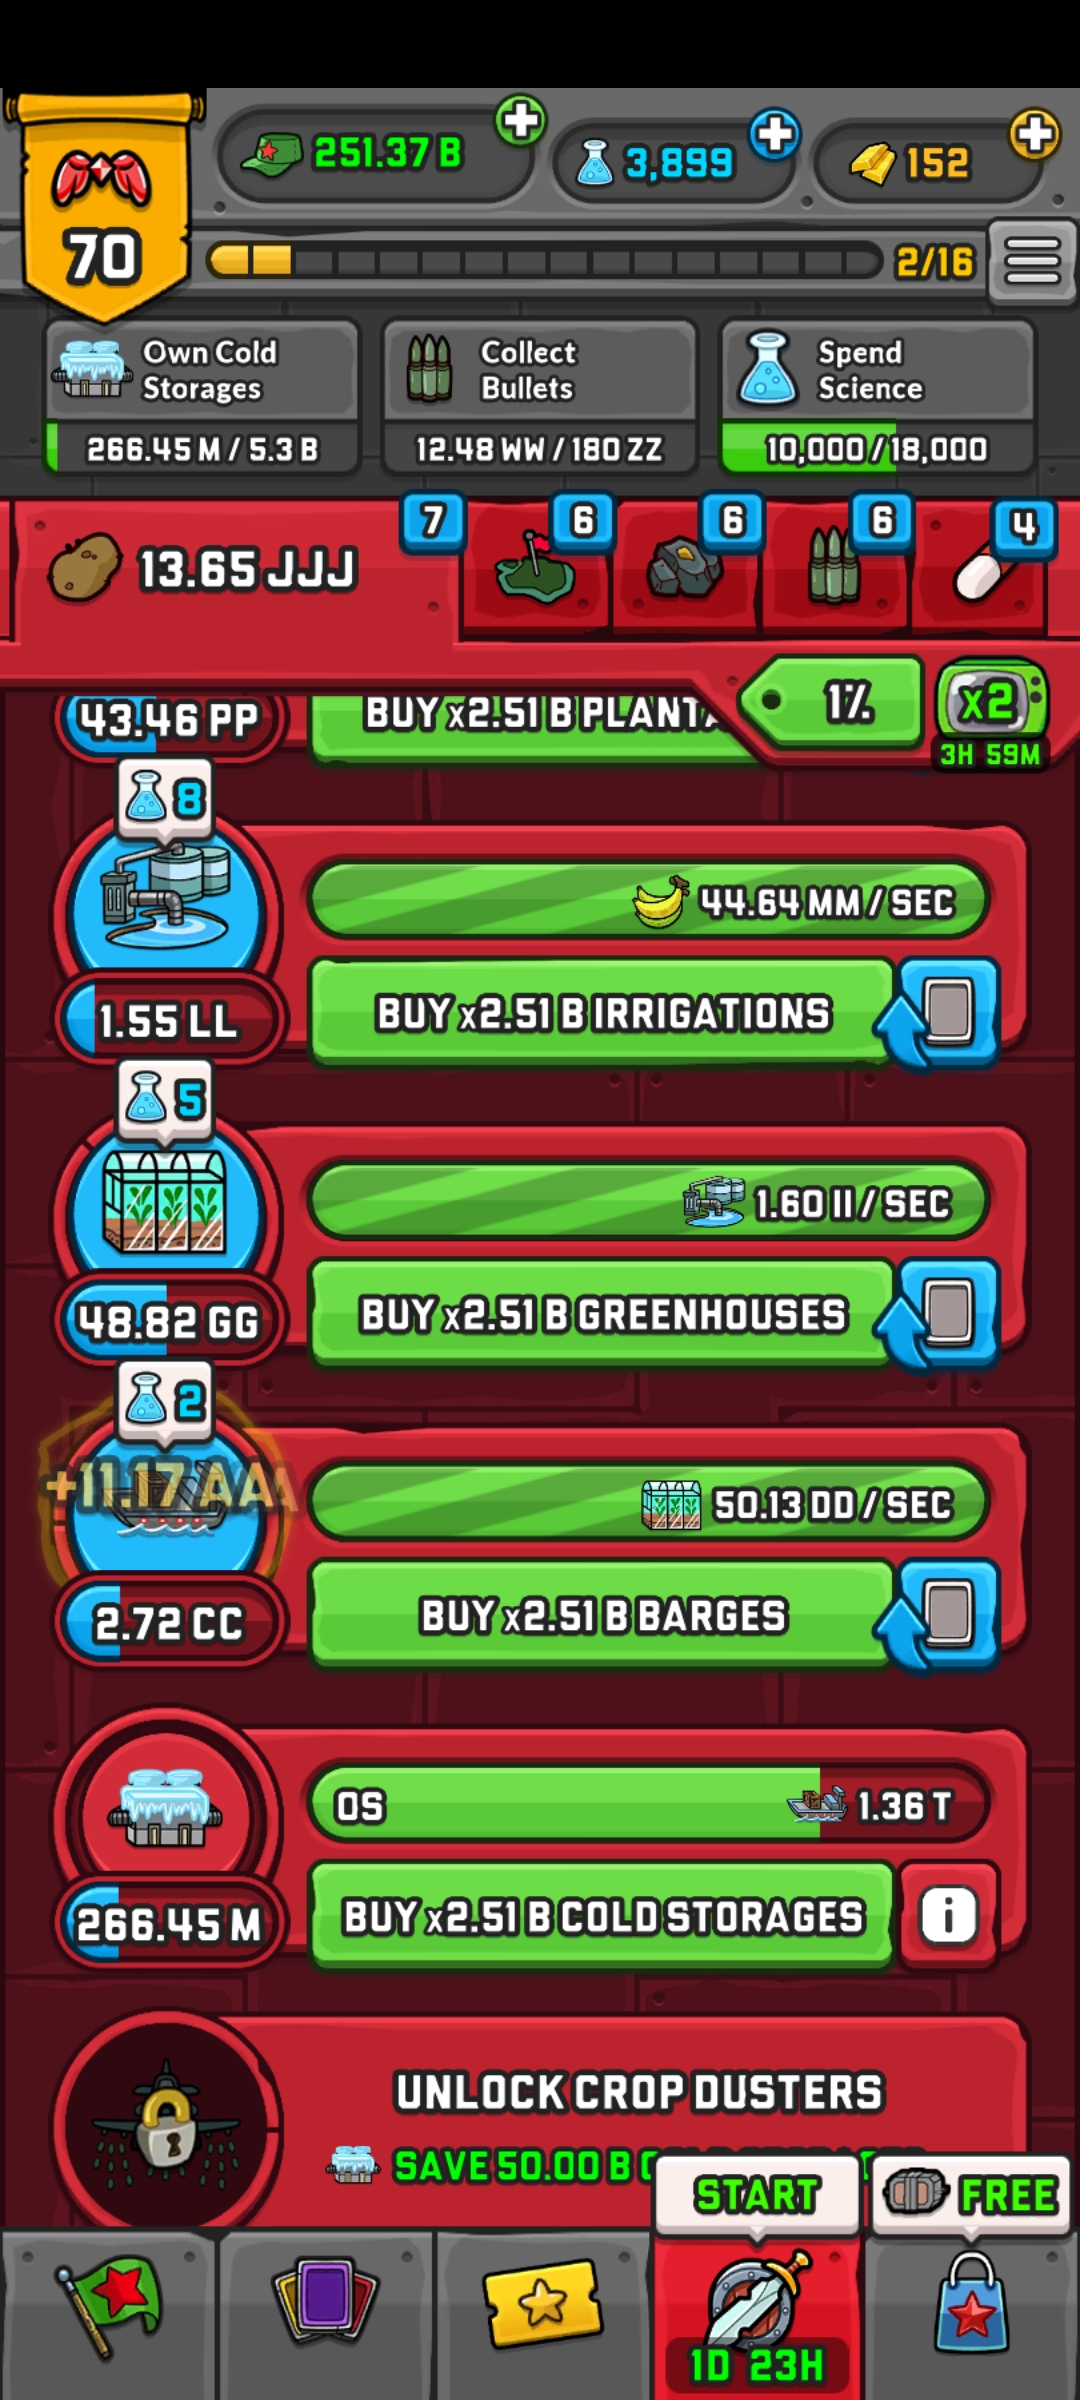 251.37 B
3,899
152
70
2/16
Own Cold
Storages
266.45 M / 5.3 B
Collect
Bullets
12.48 WW / 180 ZZ
Spend
Science
10,000 / 18,000
13.65 JJJ
7
6
6
6
4
1%
x2
3H 59M
43.46 PP
BUY x2.51 B
8
44.64 MM / SEC
1.55 LL
BUY x2.51 B IRRIGATIONS
5
1.60 II / SEC
48.82 GG
BUY x2.51 B GREENHOUSES
2
+11.17 AAA
50.13 DD / SEC
2.72 CC
BUY x2.51 B BARGES
0S
1.36 T
266.45 M
BUY x2.51 B COLD STORAGES
i
UNLOCK CROP DUSTERS
SAVE 50.00 B
START
FREE
1D 23H